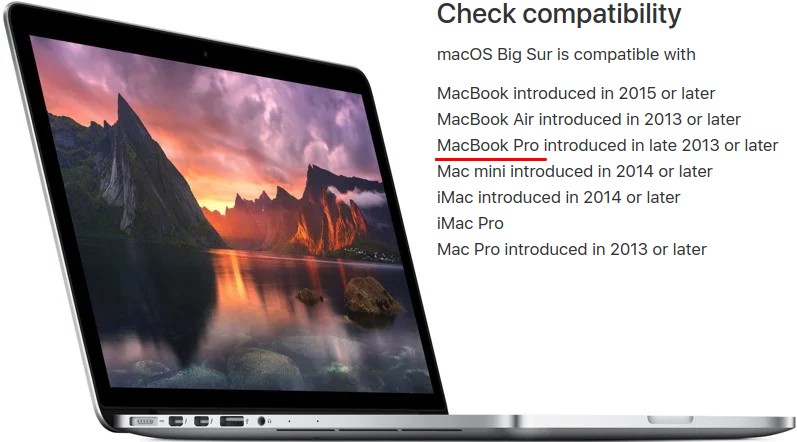 Check compatibility
macOS Big Sur is compatible with
MacBook introduced in 2015 or later
MacBook Air introduced in 2013 or later
MacBook Pro introduced in late 2013 or later
Mac mini introduced in 2014 or later
iMac introduced in 2014 or later
iMac Pro
Mac Pro introduced in 2013 or later